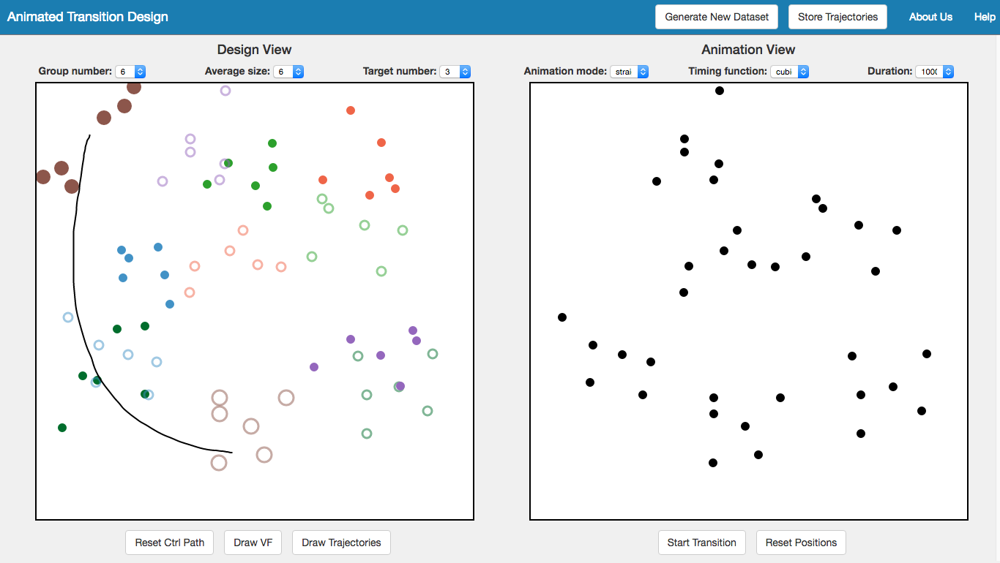 Animated Transition Design Generate New Dataset Store Trajectories About Us Help
Design View Animation View
Group number: 6 Average size: 6 Target number: 3 Animation mode: strai Timing function: cubi Duration: 100
Reset Ctrl Path Draw VF Draw Trajectories Start Transition Reset Positions